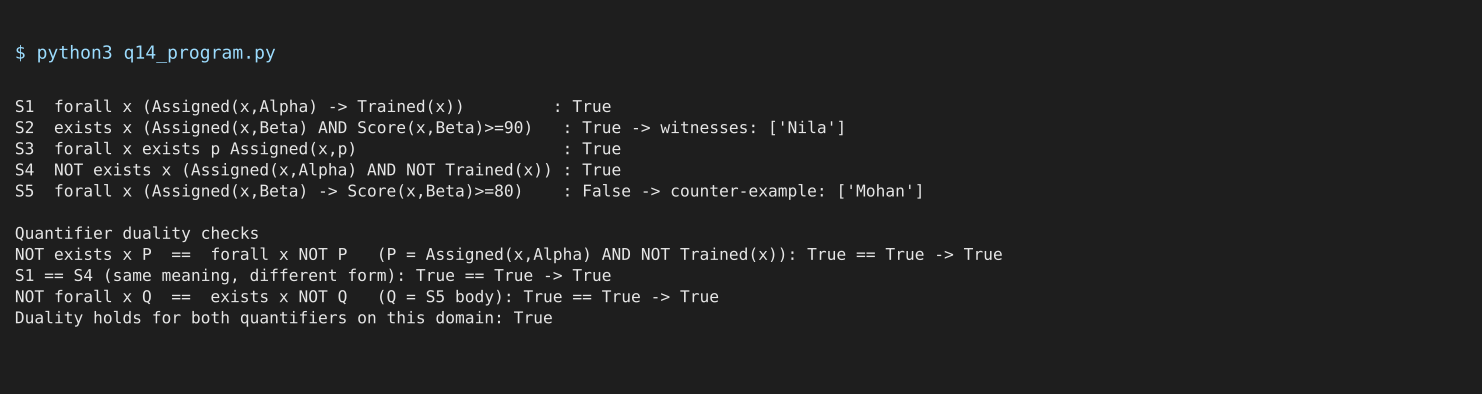 $ python3 q14_program.py
S1  forall x (Assigned(x,Alpha) -> Trained(x))         : True
S2  exists x (Assigned(x,Beta) AND Score(x,Beta)>=90)   : True -> witnesses: ['Nila']
S3  forall x exists p Assigned(x,p)                     : True
S4  NOT exists x (Assigned(x,Alpha) AND NOT Trained(x)) : True
S5  forall x (Assigned(x,Beta) -> Score(x,Beta)>=80)    : False -> counter-example: ['Mohan']
Quantifier duality checks
NOT exists x P  ==  forall x NOT P   (P = Assigned(x,Alpha) AND NOT Trained(x)): True == True -> True
S1 == S4 (same meaning, different form): True == True -> True
NOT forall x Q  ==  exists x NOT Q   (Q = S5 body): True == True -> True
Duality holds for both quantifiers on this domain: True